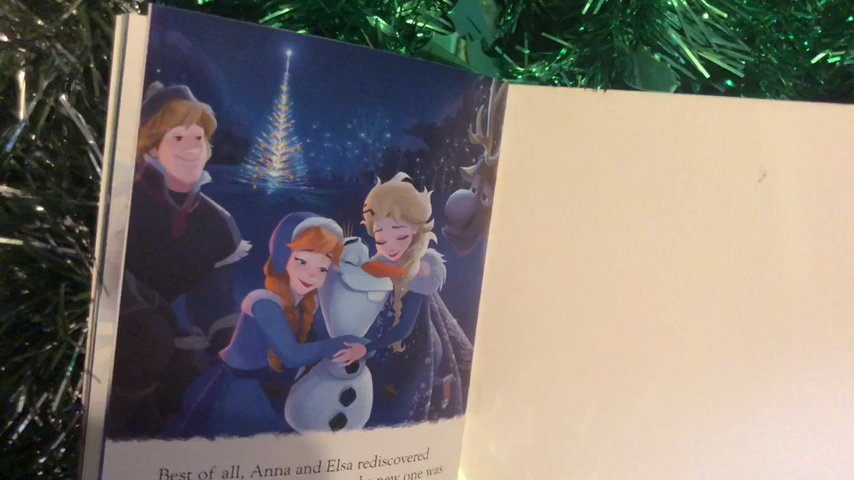 Best of all, Anna and Elsa rediscovered
new one was